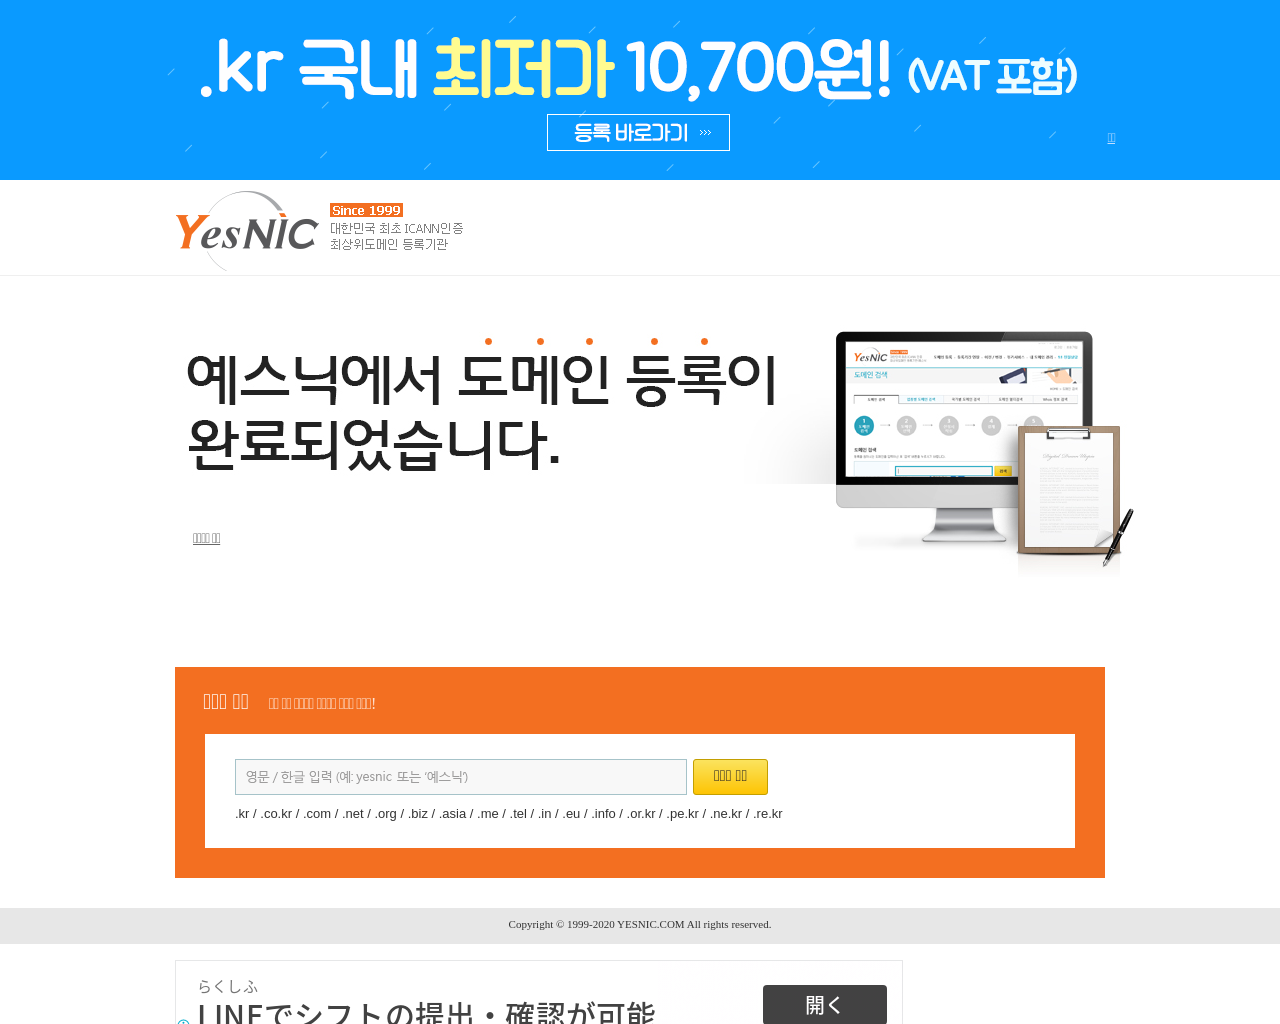 .kr 국내 최저가 10,700원! (VAT 포함)
등록 바로가기
YesNIC
Since 1999
대한민국 최초 ICANN인증
최상위도메인 등록기관
예스닉에서 도메인 등록이
완료되었습니다.
영문 / 한글 입력 (예: yesnic 또는 '예스닉')
.kr / .co.kr / .com / .net / .org / .biz / .asia / .me / .tel / .in / .eu / .info / .or.kr / .pe.kr / .ne.kr / .re.kr
Copyright © 1999-2020 YESNIC.COM All rights reserved.
らくしふ
LINEでシフトの提出・確認が可能
開く